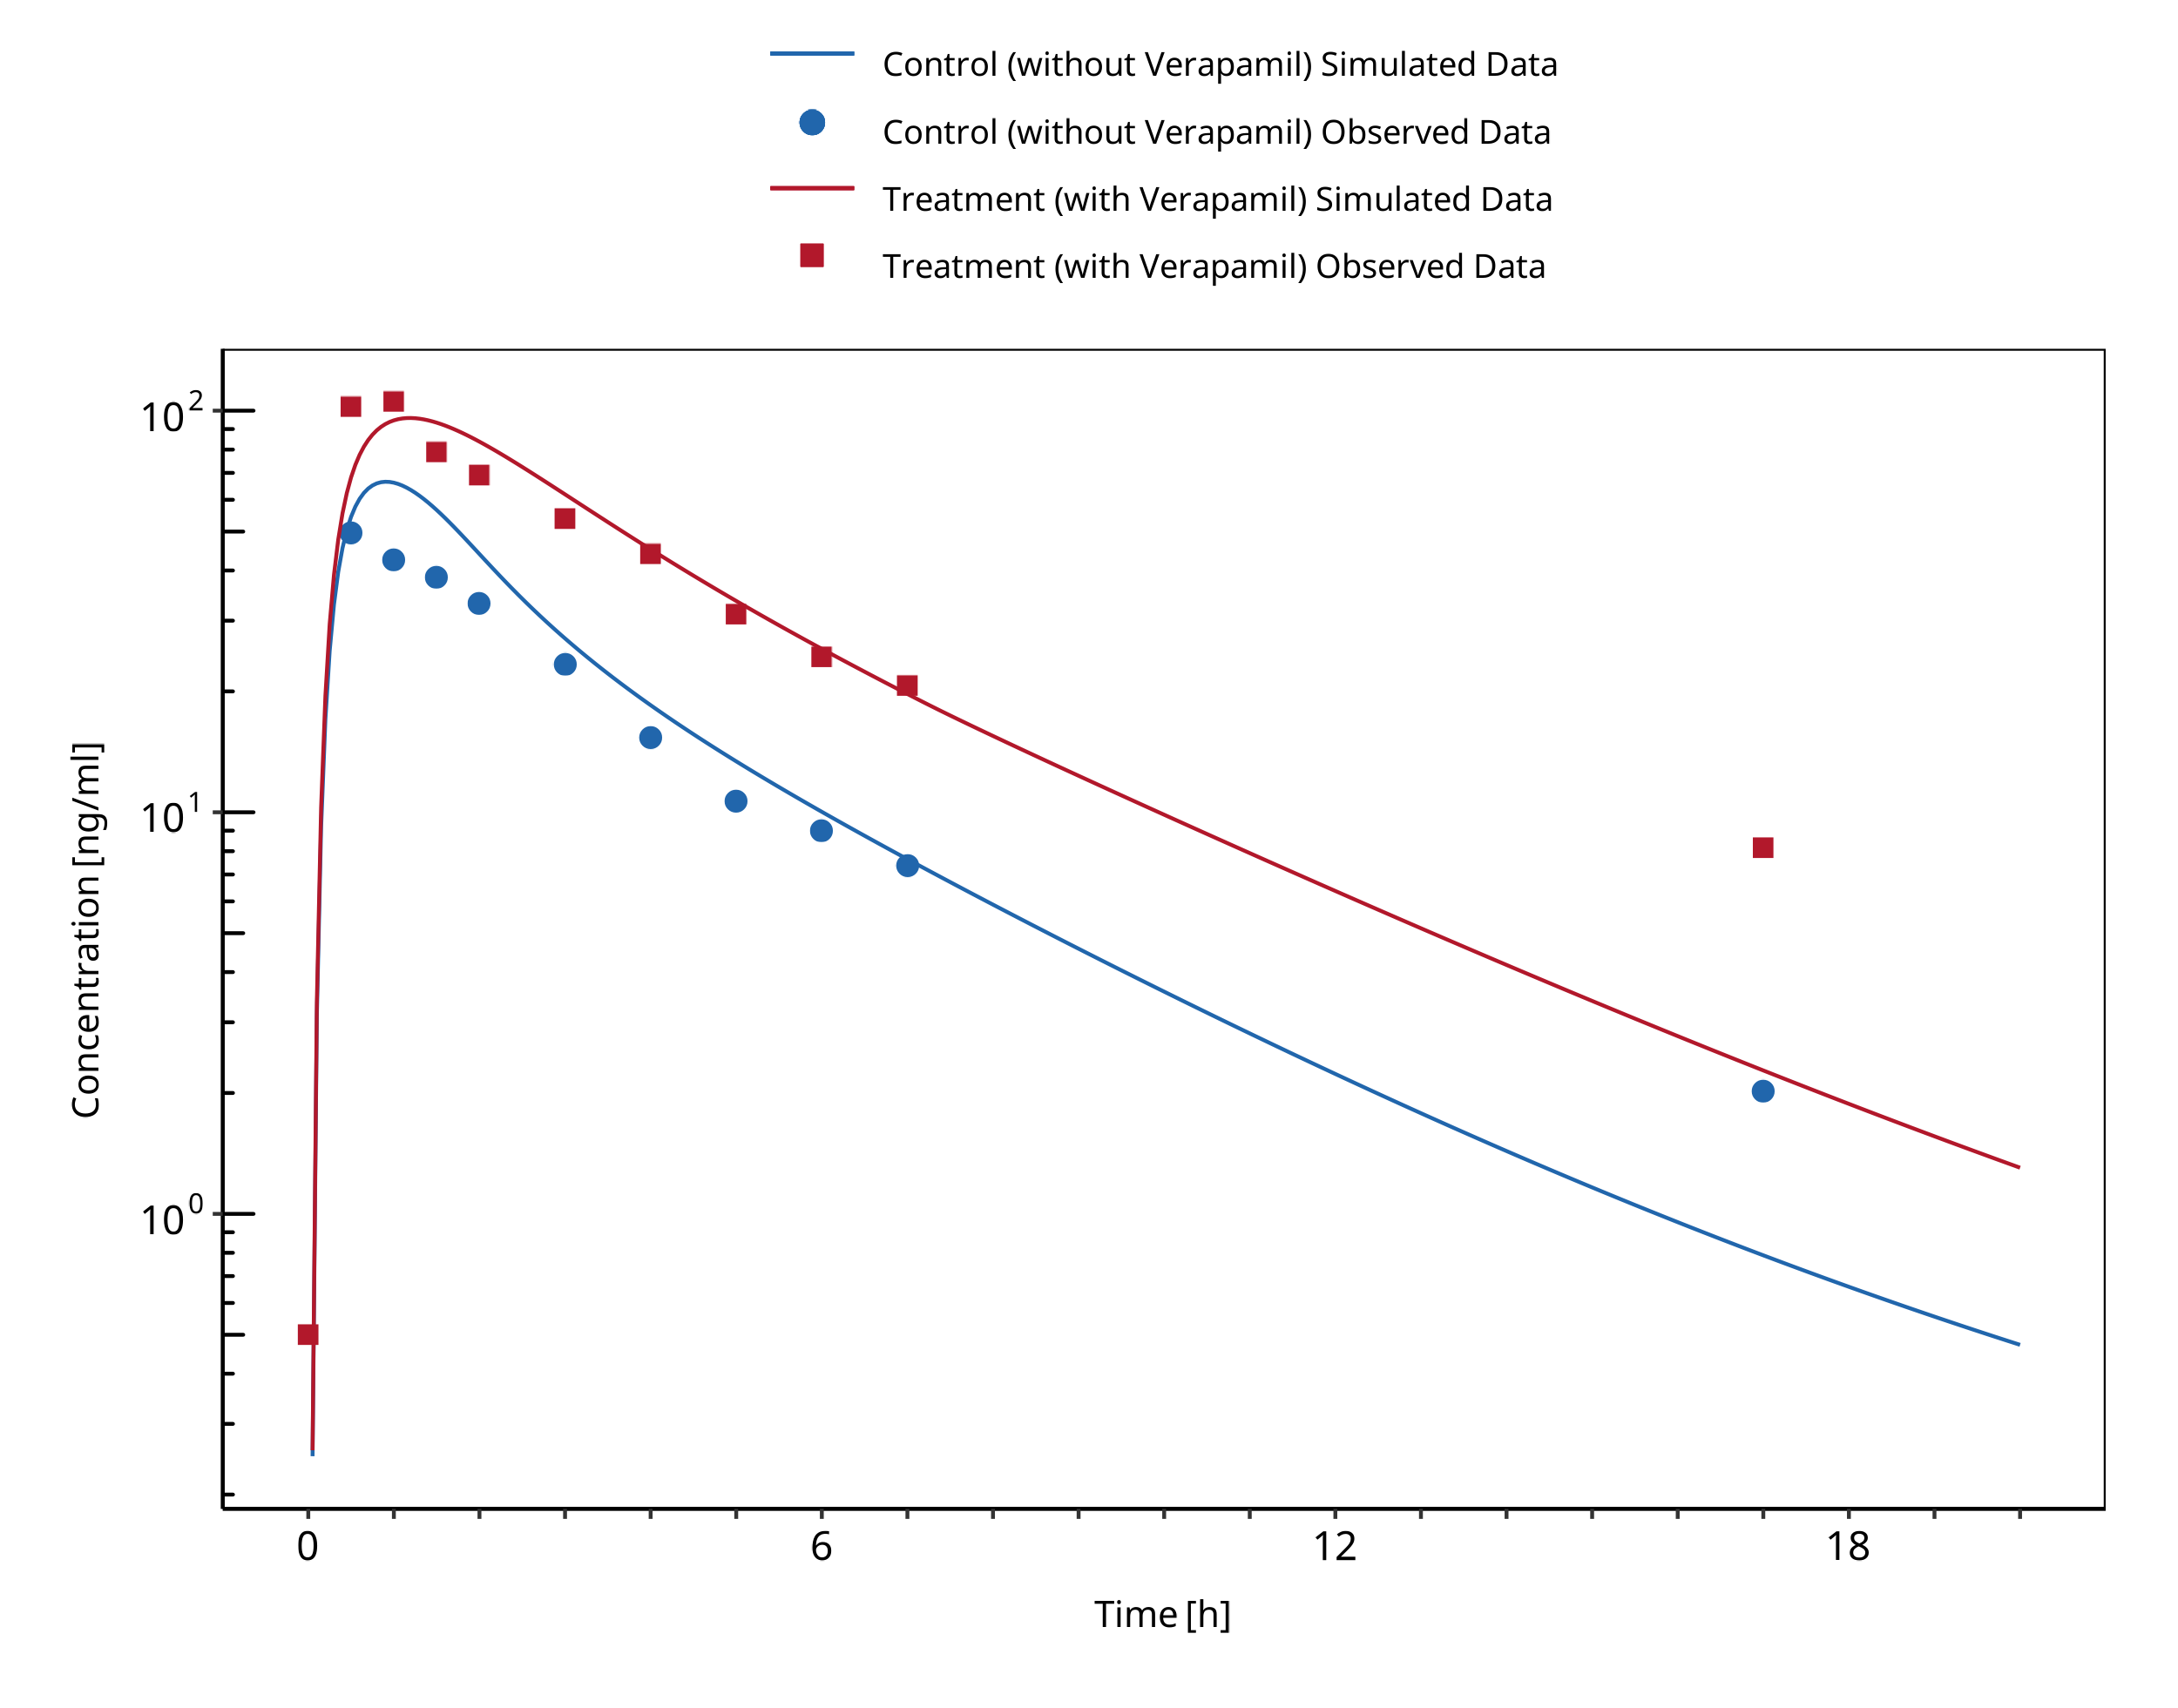 Control (without Verapamil) Simulated Data
Control (without Verapamil) Observed Data
Treatment (with Verapamil) Simulated Data
Treatment (with Verapamil) Observed Data
10²
10¹
10⁰
Concentration [ng/ml]
0 6 12 18
Time [h]